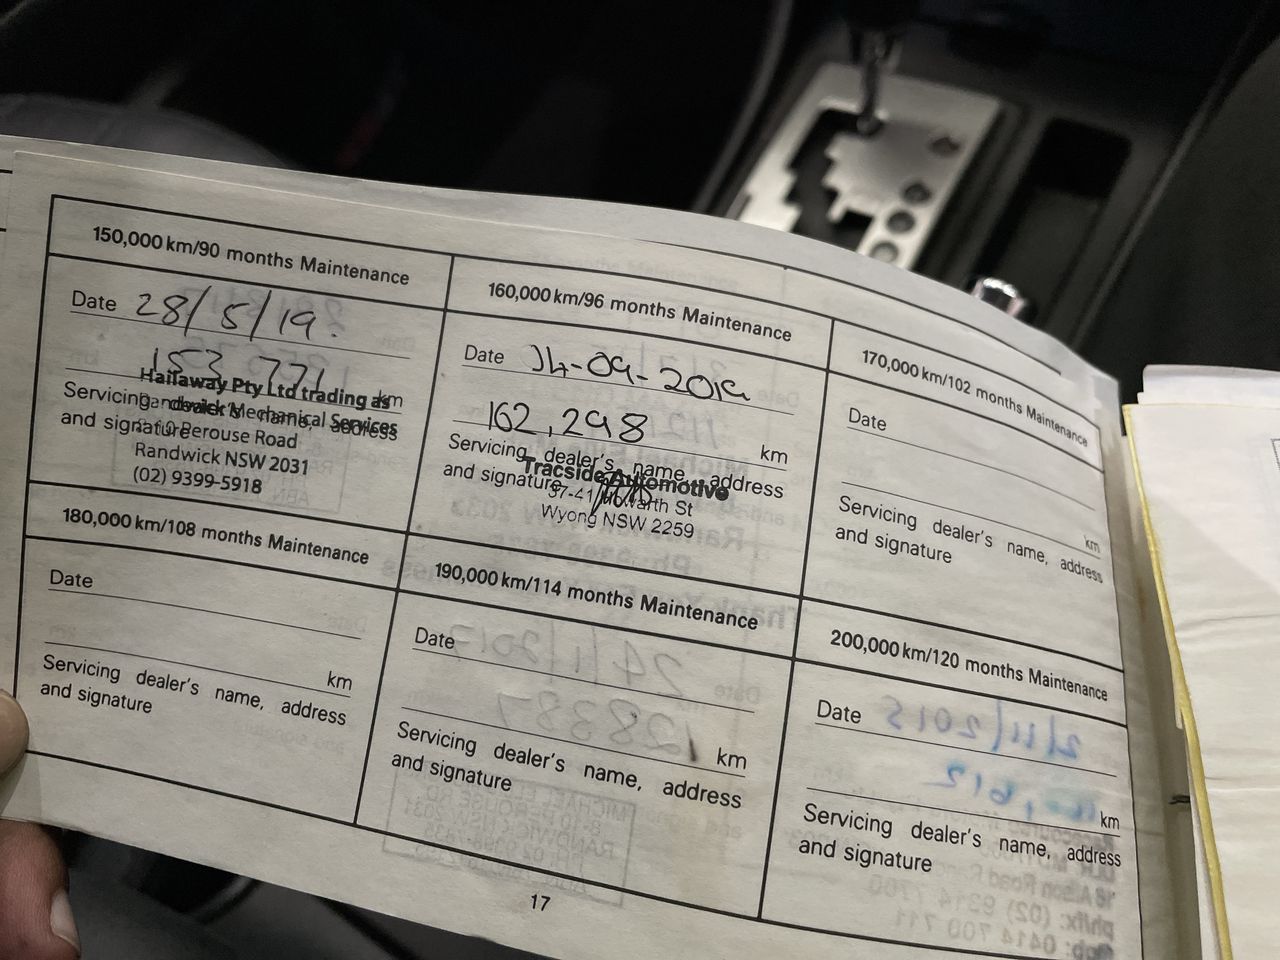 150,000 km/90 months Maintenance
Date 28/5/19.
153 771 km
Servicing dealer's name, address
and signature
Hailaway Pty Ltd trading as
Randwick Mechanical Services
Perouse Road
Randwick NSW 2031
(02) 9399-5918
160,000 km/96 months Maintenance
Date 14-09-2019
162,298 km
Servicing dealer's name, address
and signature
Tracside Automotive
37-41 Howarth St
Wyong NSW 2259
170,000 km/102 months Maintenance
Date
km
Servicing dealer's name, address
and signature
180,000 km/108 months Maintenance
Date
km
Servicing dealer's name, address
and signature
190,000 km/114 months Maintenance
Date
km
Servicing dealer's name, address
and signature
200,000 km/120 months Maintenance
Date
km
Servicing dealer's name, address
and signature
17